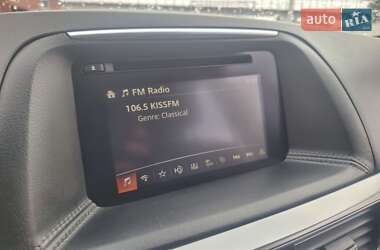 auto RIA
FM Radio
106.5 KISSFM
Genre: Classical